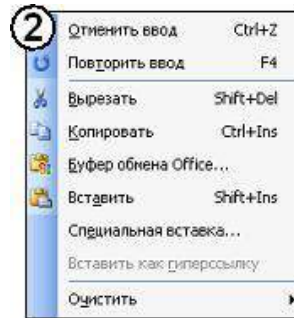 2
Отменить ввод Ctrl+Z
Повторить ввод F4
Вырезать Shift+Del
Копировать Ctrl+Ins
Буфер обмена Office...
Вставить Shift+Ins
Специальная вставка...
Вставить как гиперссылку
Очистить